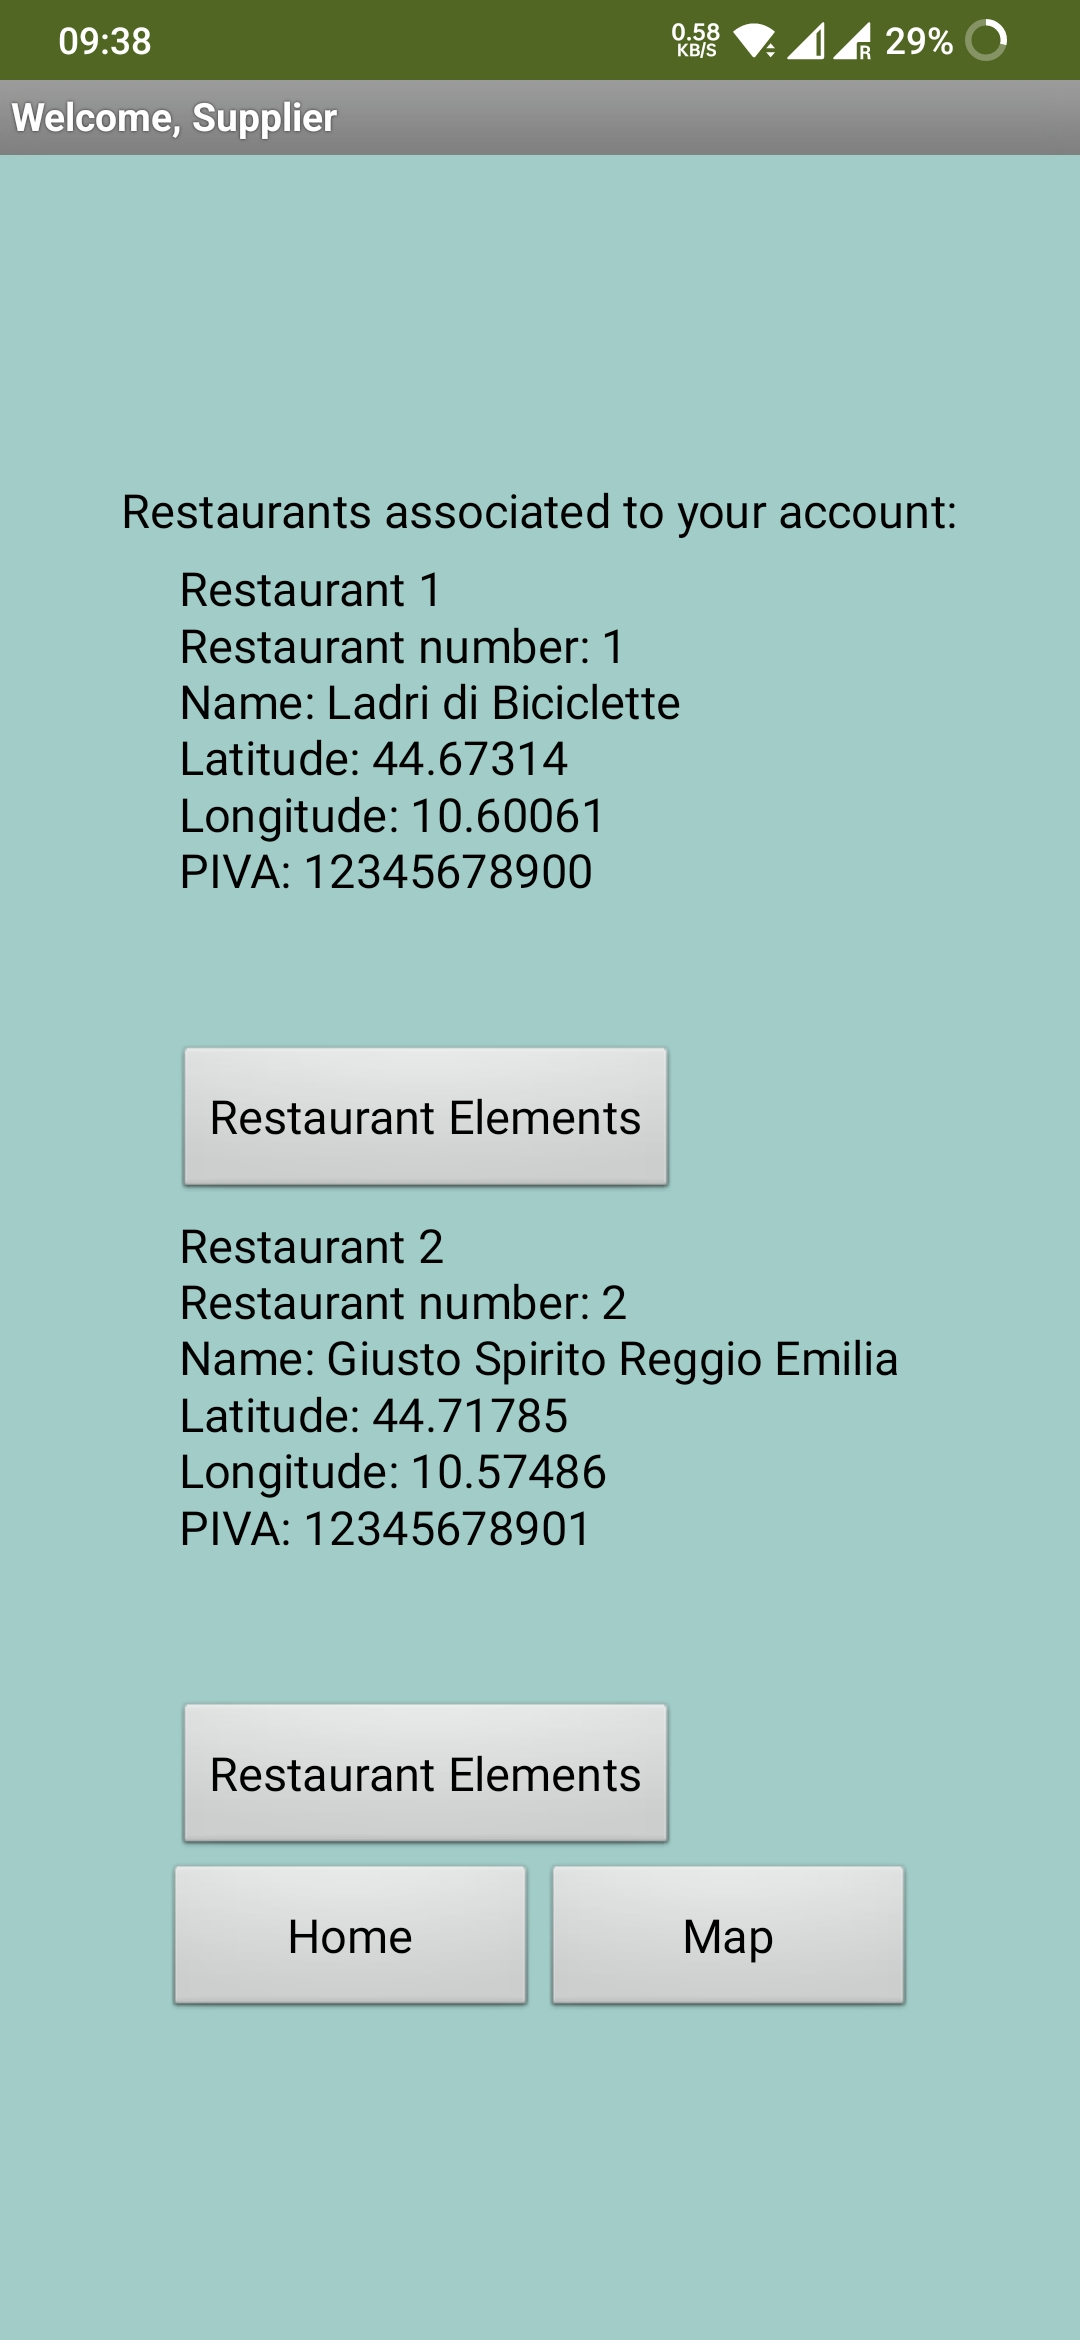 09:38
0.58
KB/S
R
29%
Welcome, Supplier
Restaurants associated to your account:
Restaurant 1
Restaurant number: 1
Name: Ladri di Biciclette
Latitude: 44.67314
Longitude: 10.60061
PIVA: 12345678900
Restaurant Elements
Restaurant 2
Restaurant number: 2
Name: Giusto Spirito Reggio Emilia
Latitude: 44.71785
Longitude: 10.57486
PIVA: 12345678901
Restaurant Elements
Home
Map